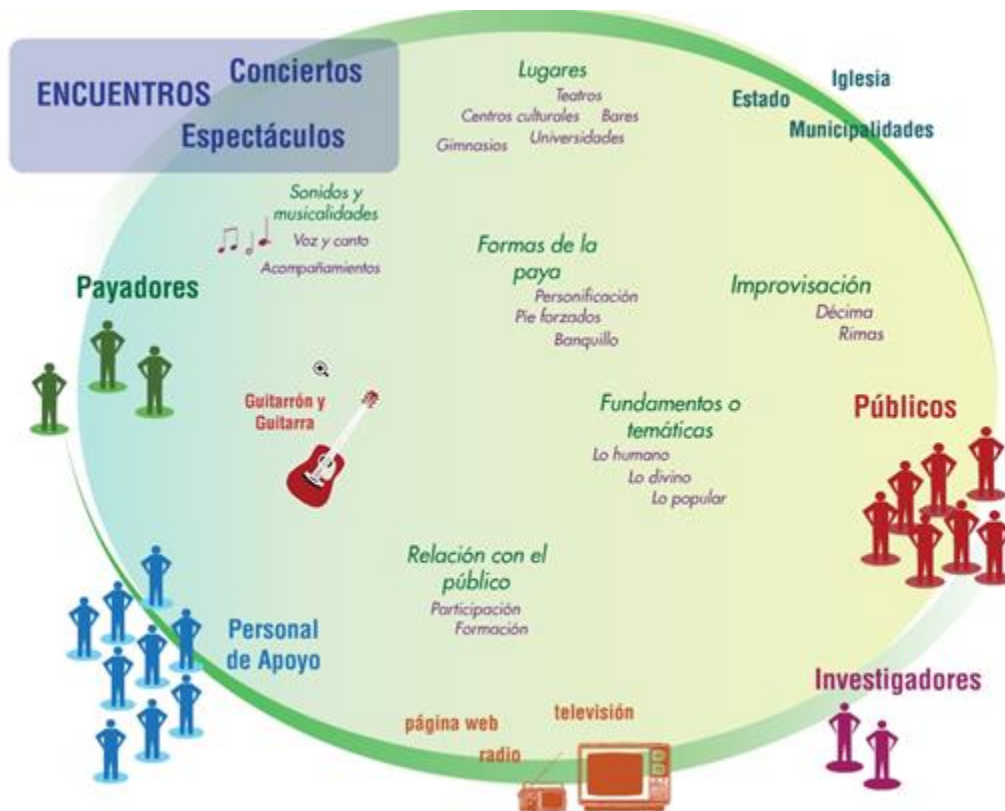 ENCUENTROS
Conciertos
Espectáculos
Lugares
Teatros
Centros culturales Bares
Gimnasios Universidades
Iglesia
Estado
Municipalidades
Sonidos y
musicalidades
Voz y canto
Acompañamientos
Payadores
Formas de la
paya
Personificación
Pie forzados
Banquillo
Improvisación
Décima
Rimas
Guitarrón y
Guitarra
Fundamentos o
temáticas
Lo humano
Lo divino
Lo popular
Públicos
Relación con el
público
Participación
Formación
Personal
de Apoyo
Investigadores
página web
televisión
radio